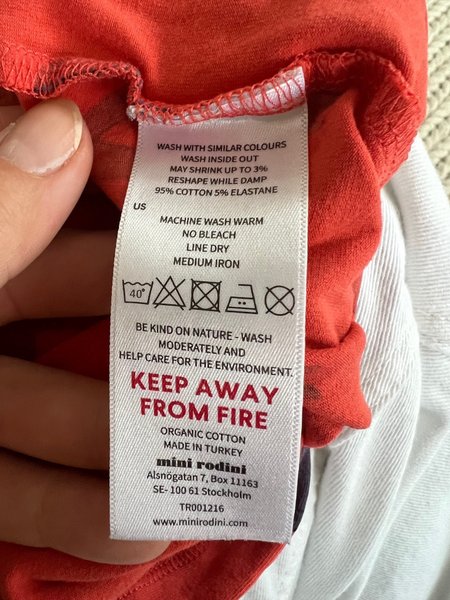 WASH WITH SIMILAR COLOURS
WASH INSIDE OUT
MAY SHRINK UP TO 3%
RESHAPE WHILE DAMP
95% COTTON 5% ELASTANE
US
MACHINE WASH WARM
NO BLEACH
LINE DRY
MEDIUM IRON
40°
BE KIND ON NATURE - WASH
MODERATELY AND
HELP CARE FOR THE ENVIRONMENT.
KEEP AWAY
FROM FIRE
ORGANIC COTTON
MADE IN TURKEY
mini rodini
Alsnögatan 7, Box 11163
SE- 100 61 Stockholm
TR001216
www.minirodini.com